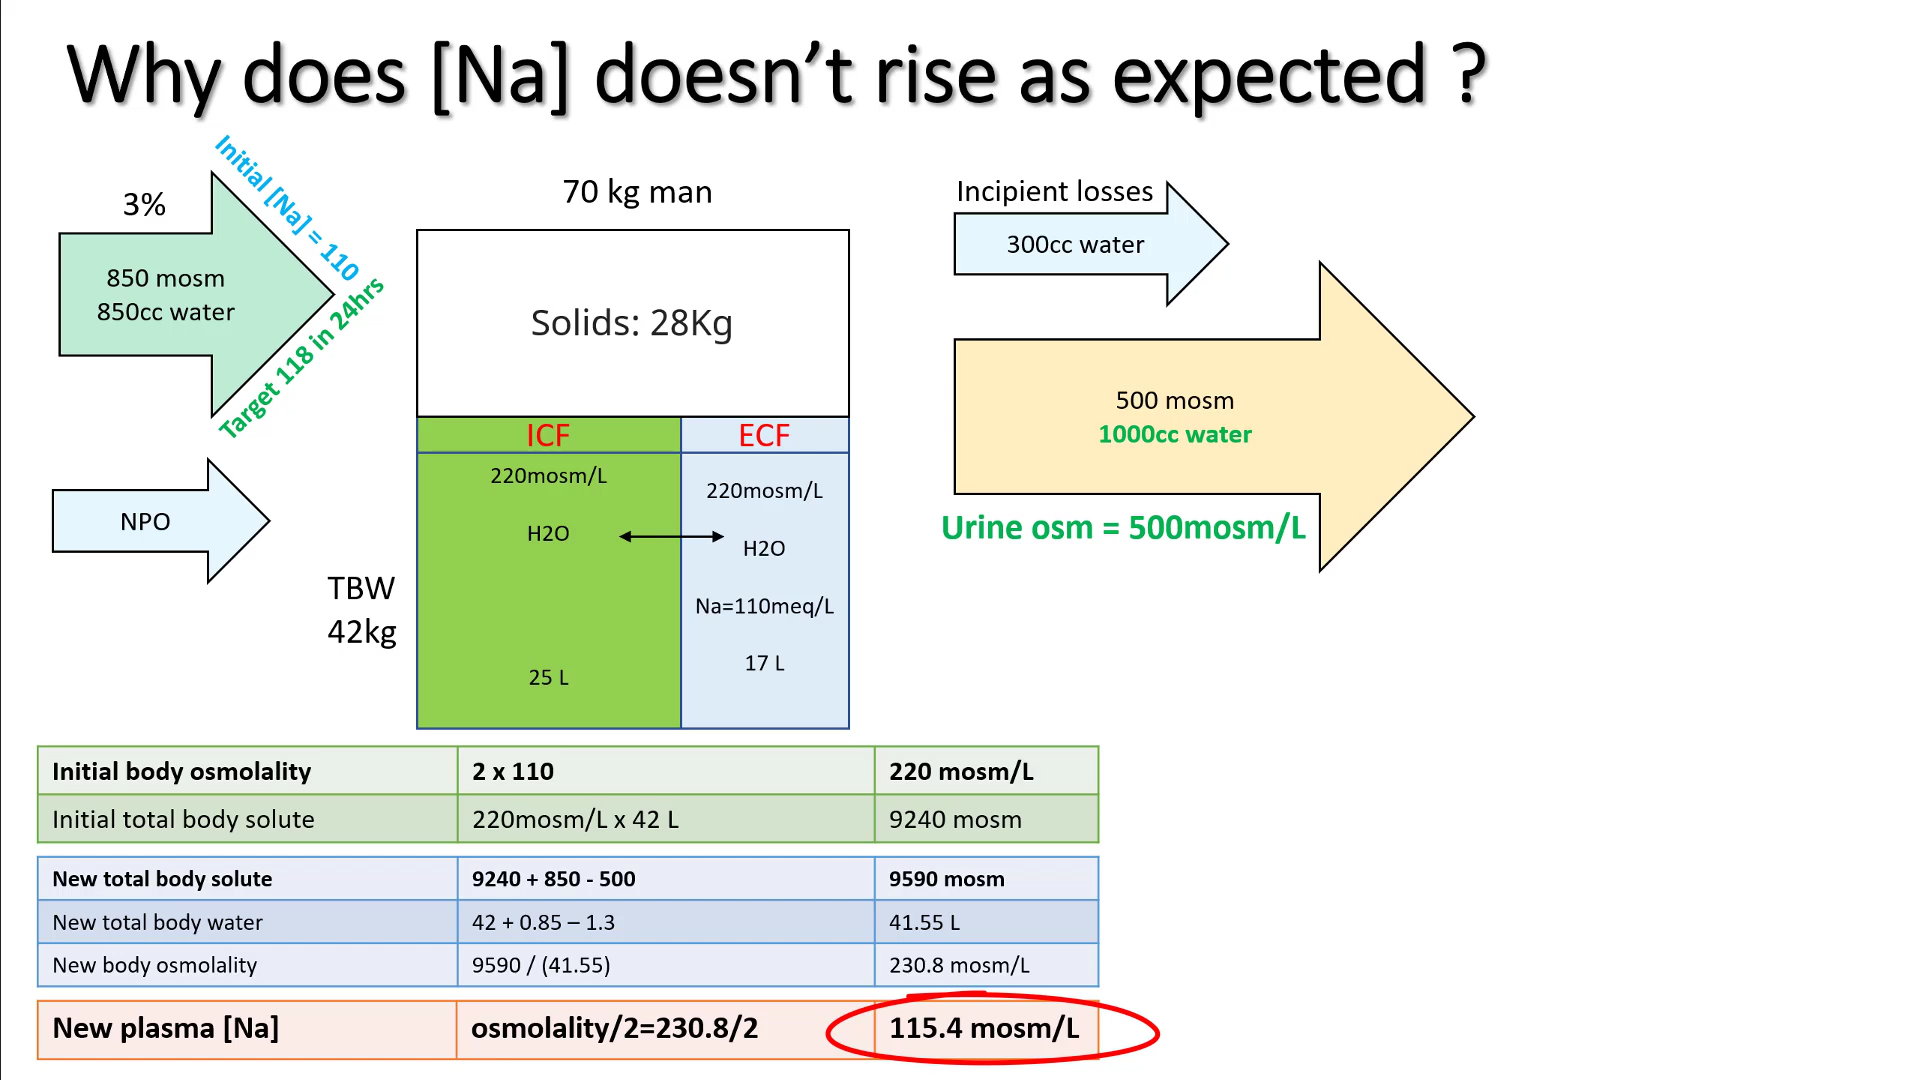 Why does [Na] doesn’t rise as expected ?
3%
850 mosm
850cc water
Initial [Na] = 110
Target 118 in 24hrs
NPO
70 kg man
Solids: 28Kg
ICF
ECF
220mosm/L
H2O
25 L
220mosm/L
H2O
Na=110meq/L
17 L
TBW
42kg
Incipient losses
300cc water
500 mosm
1000cc water
Urine osm = 500mosm/L
Initial body osmolality 2 x 110 220 mosm/L
Initial total body solute 220mosm/L x 42 L 9240 mosm
New total body solute 9240 + 850 - 500 9590 mosm
New total body water 42 + 0.85 – 1.3 41.55 L
New body osmolality 9590 / (41.55) 230.8 mosm/L
New plasma [Na] osmolality/2=230.8/2 115.4 mosm/L